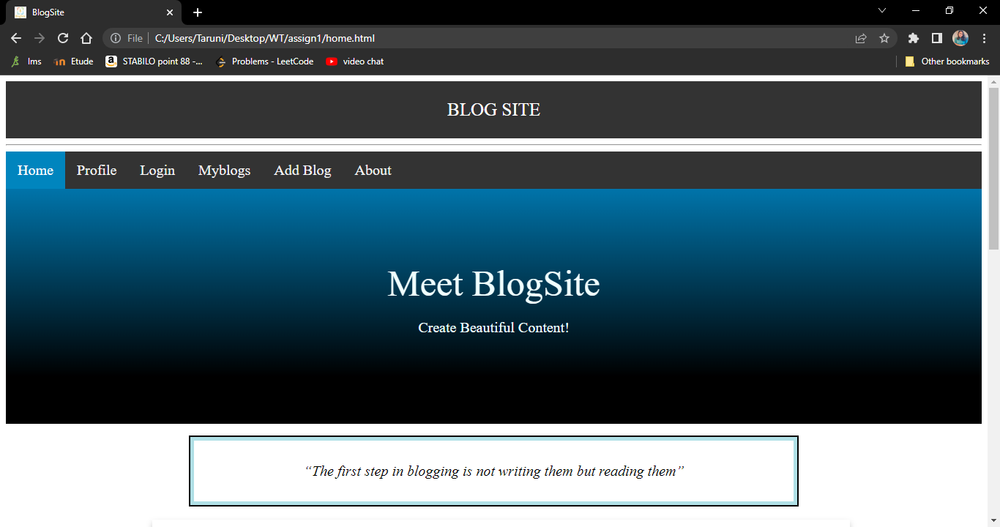 BlogSite
File C:/Users/Taruni/Desktop/WT/assign1/home.html
lms Etude STABILO point 88 -... Problems - LeetCode video chat Other bookmarks
BLOG SITE
Home Profile Login Myblogs Add Blog About
Meet BlogSite
Create Beautiful Content!
“The first step in blogging is not writing them but reading them”